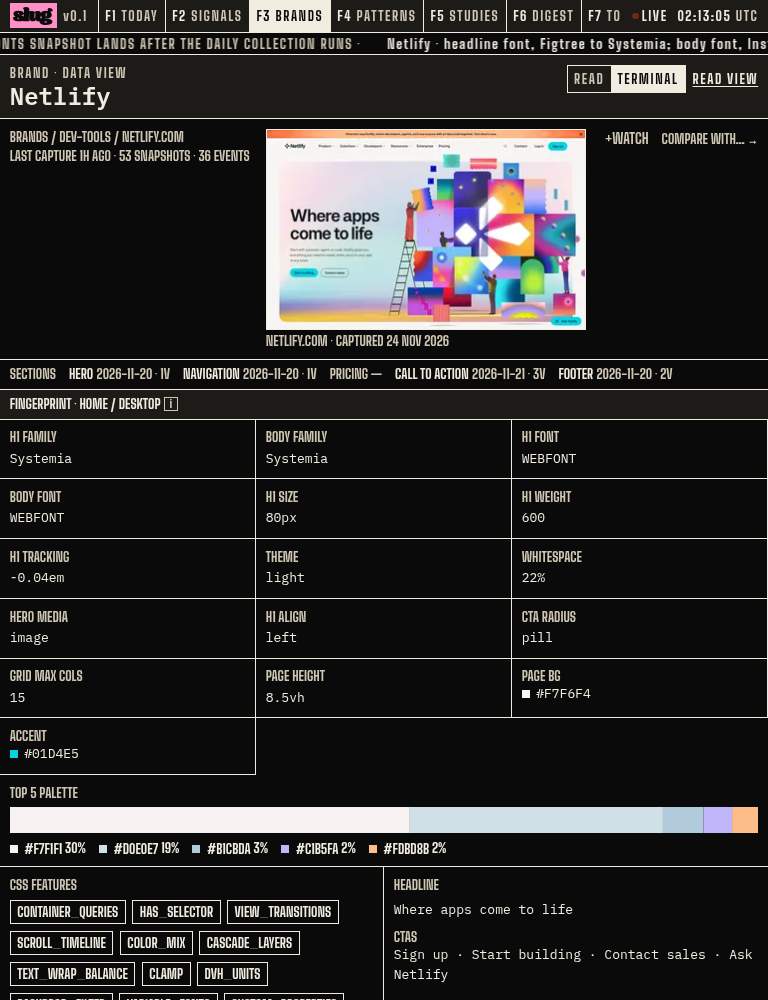 slug v0.1 F1 TODAY F2 SIGNALS F3 BRANDS F4 PATTERNS F5 STUDIES F6 DIGEST F7 TO LIVE 02:13:05 UTC
NTS SNAPSHOT LANDS AFTER THE DAILY COLLECTION RUNS · Netlify · headline font, Figtree to Systemia; body font, Ins
BRAND · DATA VIEW
Netlify
READ TERMINAL READ VIEW
BRANDS / DEV-TOOLS / NETLIFY.COM
LAST CAPTURE 1H AGO · 53 SNAPSHOTS · 36 EVENTS
Netlify
Where apps
come to life
+WATCH COMPARE WITH... →
NETLIFY.COM · CAPTURED 24 NOV 2026
SECTIONS HERO 2026-11-20 · 1V NAVIGATION 2026-11-20 · 1V PRICING — CALL TO ACTION 2026-11-21 · 3V FOOTER 2026-11-20 · 2V
FINGERPRINT · HOME / DESKTOP i
H1 FAMILY
Systemia
BODY FAMILY
Systemia
H1 FONT
WEBFONT
BODY FONT
WEBFONT
H1 SIZE
80px
H1 WEIGHT
600
H1 TRACKING
-0.04em
THEME
light
WHITESPACE
22%
HERO MEDIA
image
H1 ALIGN
left
CTA RADIUS
pill
GRID MAX COLS
15
PAGE HEIGHT
8.5vh
PAGE BG
#F7F6F4
ACCENT
#01D4E5
TOP 5 PALETTE
#F7F1F1 30% #D0E0E7 19% #B1CBDA 3% #C1B5FA 2% #FDBD8B 2%
CSS FEATURES
CONTAINER_QUERIES HAS_SELECTOR VIEW_TRANSITIONS
SCROLL_TIMELINE COLOR_MIX CASCADE_LAYERS
TEXT_WRAP_BALANCE CLAMP DVH_UNITS
HEADLINE
Where apps come to life
CTAS
Sign up · Start building · Contact sales · Ask
Netlify